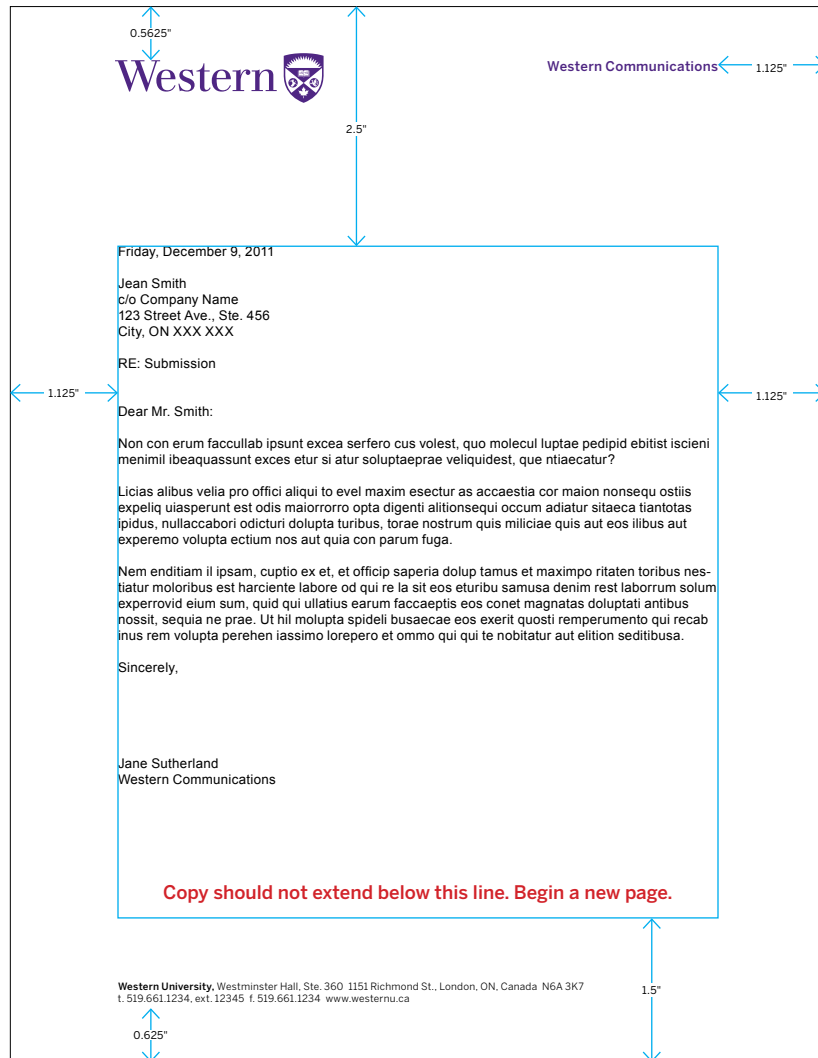 0.5625"
Western
Western Communications
1.125"
2.5"
Friday, December 9, 2011
Jean Smith
c/o Company Name
123 Street Ave., Ste. 456
City, ON XXX XXX
RE: Submission
1.125"
1.125"
Dear Mr. Smith:
Non con erum faccullab ipsunt excea serfero cus volest, quo molecul luptae pedipid ebitist iscieni
menimil ibeaquassunt exces etur si atur soluptaeprae veliquidest, que ntiaecatur?
Licias alibus velia pro offici aliqui to evel maxim esectur as accaestia cor maion nonsequ ostiis
expeliq uiasperunt est odis maiorrorro opta digenti alitionsequi occum adiatur sitaeca tiantotas
ipidus, nullaccabori odicturi dolupta turibus, torae nostrum quis miliciae quis aut eos ilibus aut
experemo volupta ectium nos aut quia con parum fuga.
Nem enditiam il ipsam, cuptio ex et, et officip saperia dolup tamus et maximpo ritaten toribus nes-
tiatur moloribus est harciente labore od qui re la sit eos eturibu samusa denim rest laborrum solum
experrovid eium sum, quid qui ullatius earum faccaeptis eos conet magnatas doluptati antibus
nossit, sequia ne prae. Ut hil molupta spideli busaecae eos exerit quosti remperumento qui recab
inus rem volupta perehen iassimo lorepero et ommo qui qui te nobitatur aut elition seditibusa.
Sincerely,
Jane Sutherland
Western Communications
Copy should not extend below this line. Begin a new page.
Western University, Westminster Hall, Ste. 360 1151 Richmond St., London, ON, Canada N6A 3K7
t. 519.661.1234, ext. 12345 f. 519.661.1234 www.westernu.ca
1.5"
0.625"